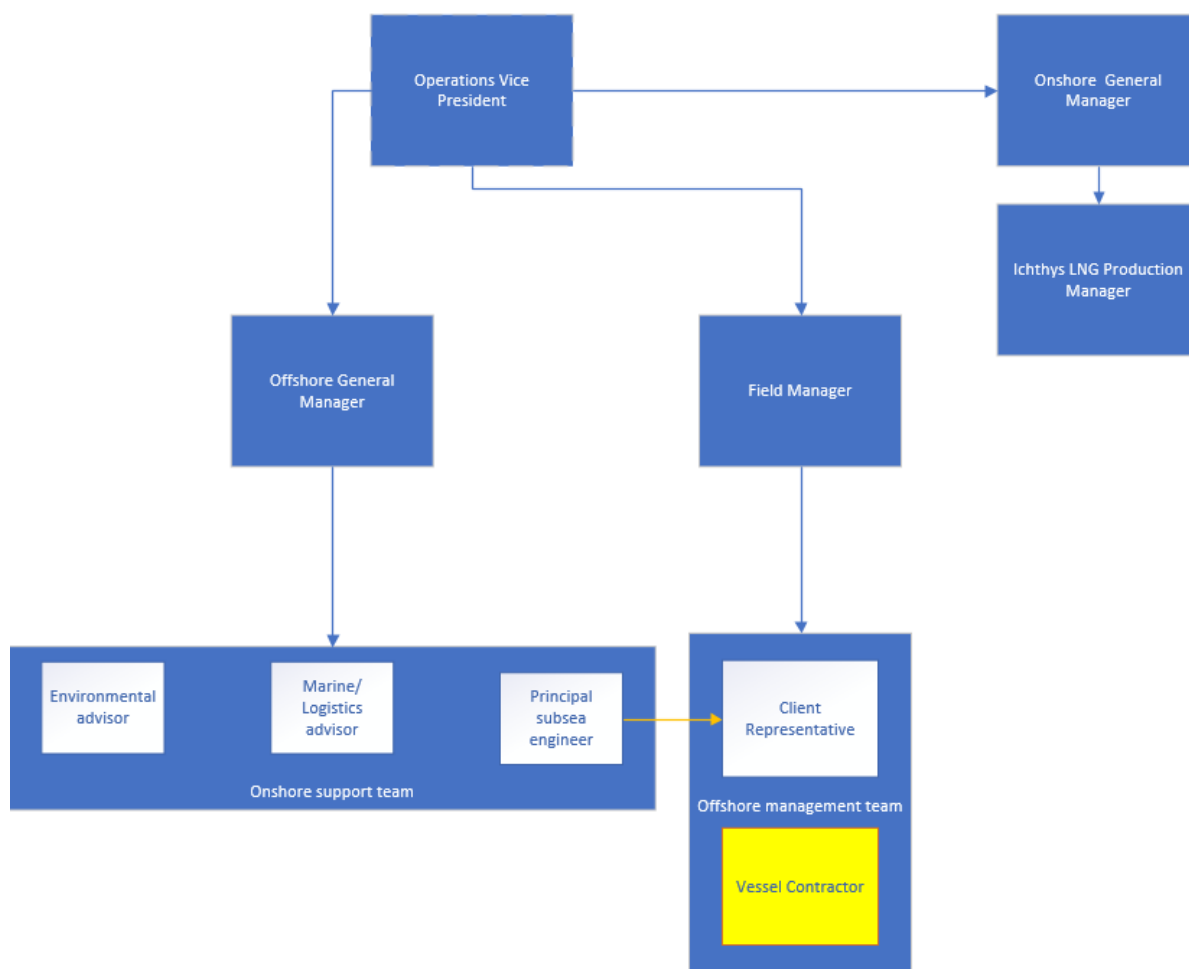 Operations Vice
President
Onshore  General
Manager
Ichthys LNG Production
Manager
Offshore General
Manager
Field Manager
Environmental
advisor
Marine/
Logistics
advisor
Principal
subsea
engineer
Client
Representative
Onshore support team
Offshore management team
Vessel Contractor